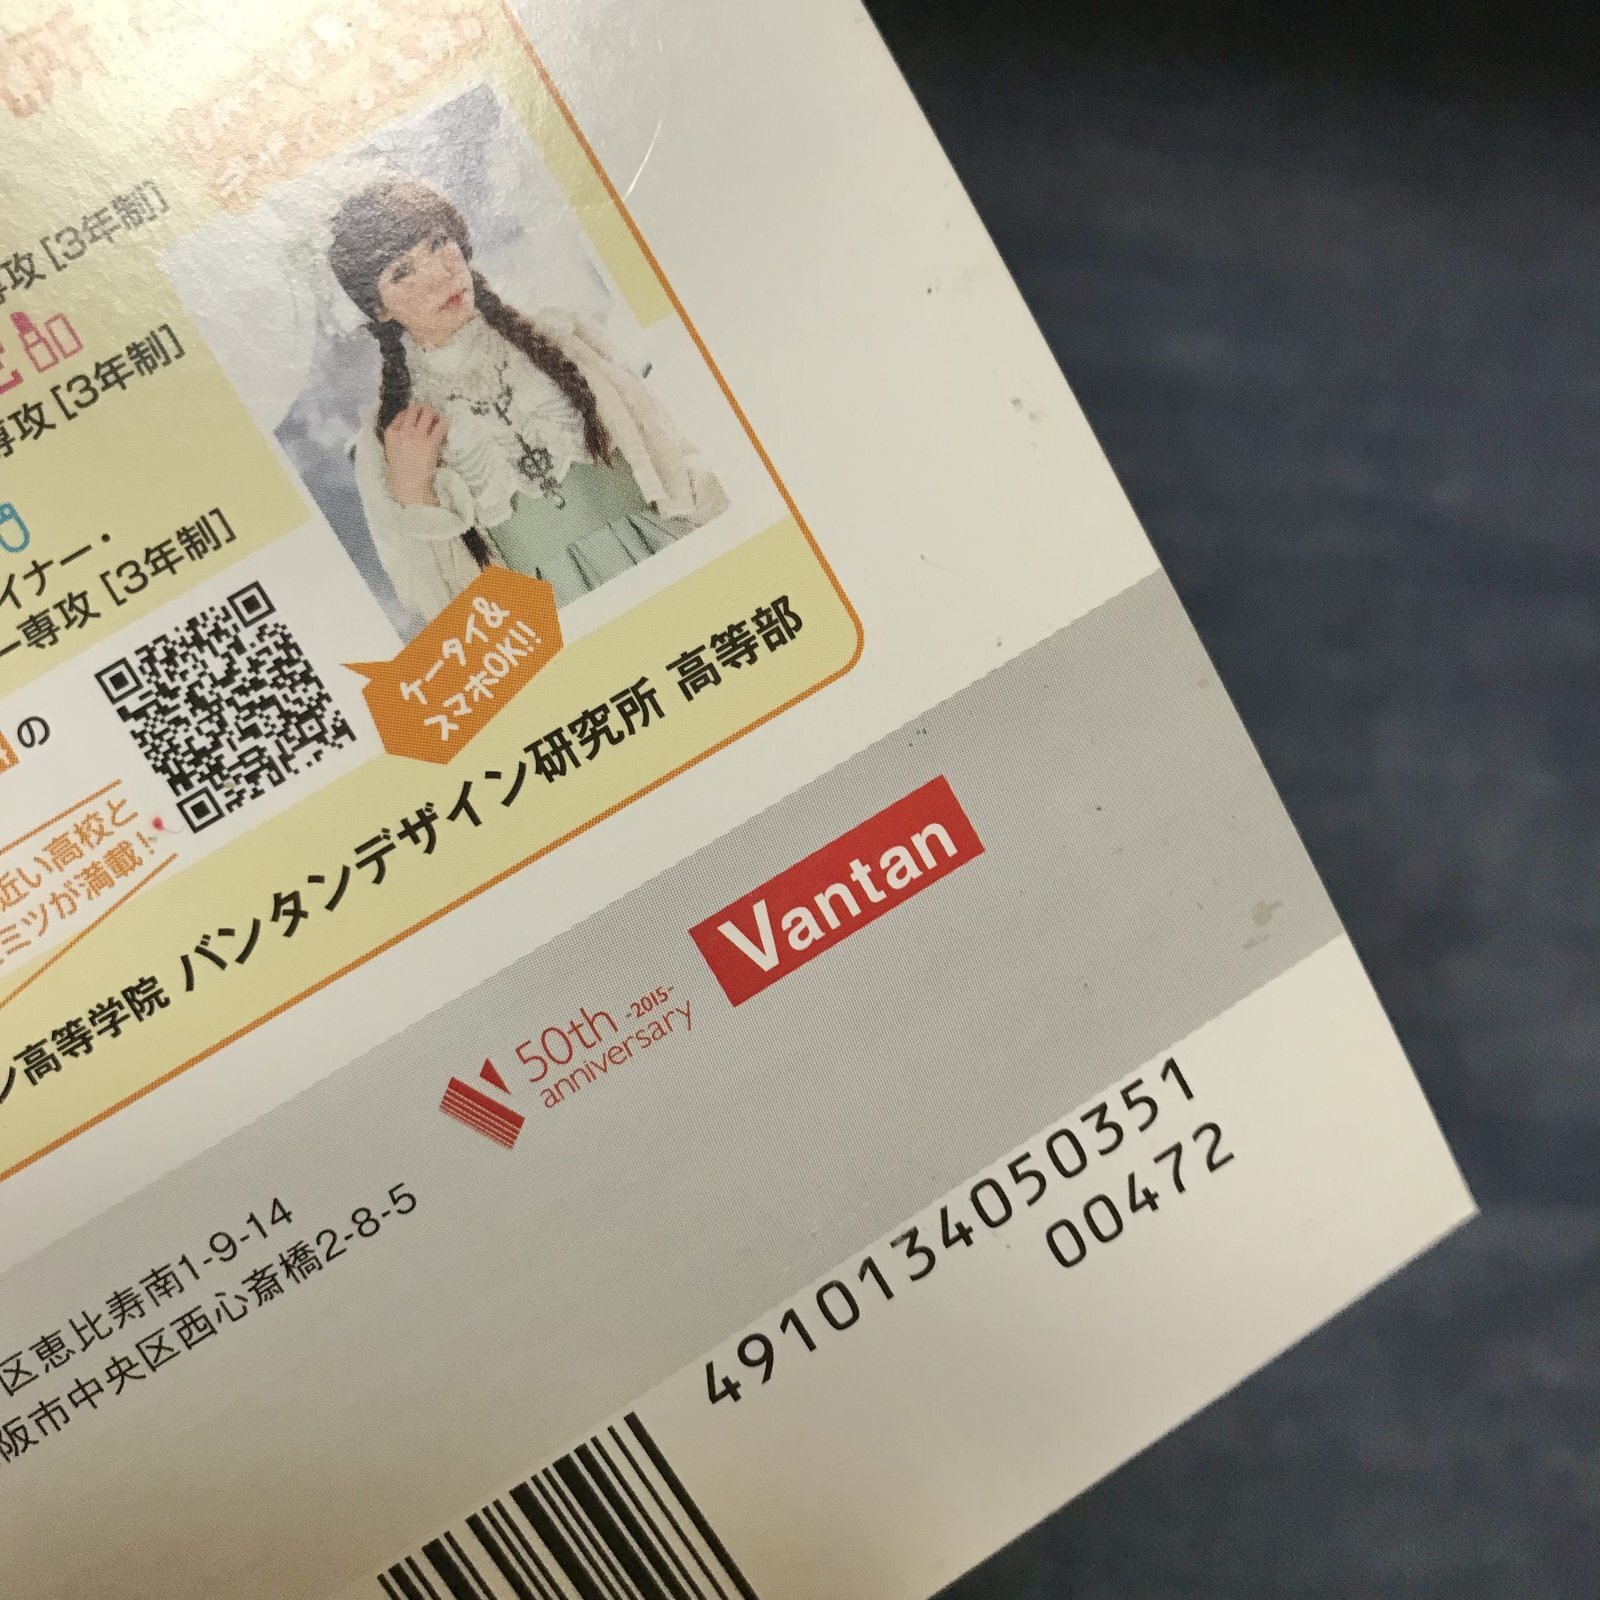 専攻[3年制]
専攻[3年制]
イナー・
ー専攻 [3年制]
の
近い高校と
ミツが満載!
ケータイ&
スマホOK!!
ン高等学院 バンタンデザイン研究所 高等部
Vantan
50th -2015-
anniversary
区恵比寿南1-9-14
阪市中央区西心斎橋2-8-5
4910134050351
00472